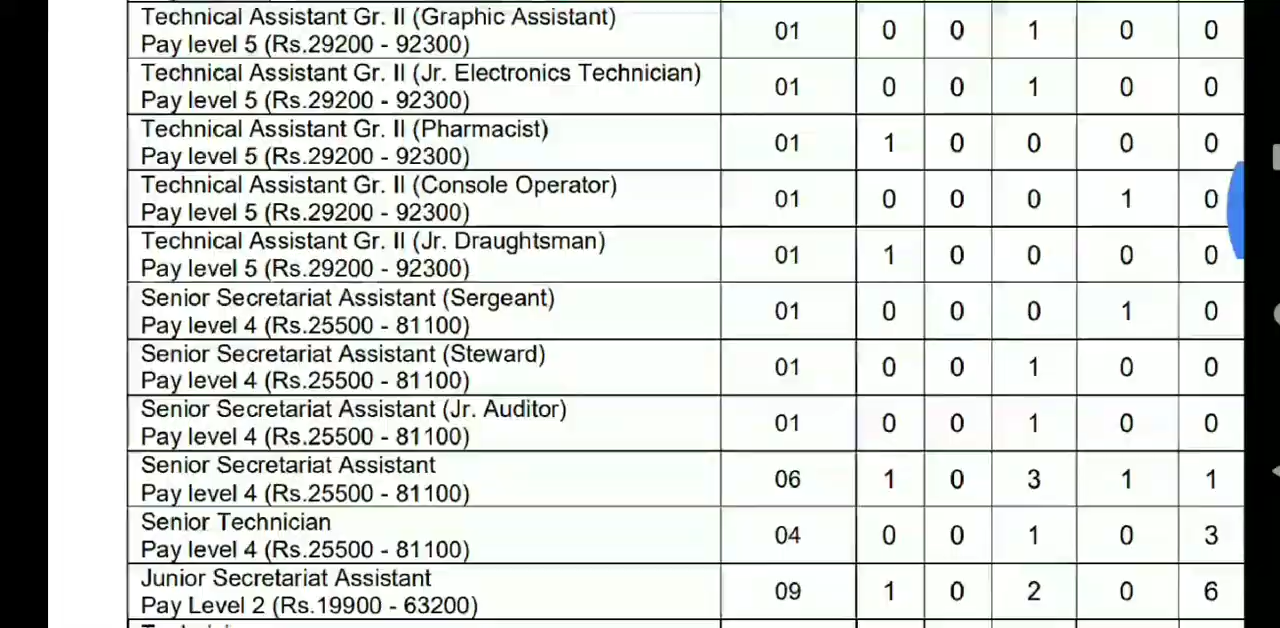 Technical Assistant Gr. II (Graphic Assistant)
Pay level 5 (Rs.29200 - 92300) 01 0 0 1 0 0
Technical Assistant Gr. II (Jr. Electronics Technician)
Pay level 5 (Rs.29200 - 92300) 01 0 0 1 0 0
Technical Assistant Gr. II (Pharmacist)
Pay level 5 (Rs.29200 - 92300) 01 1 0 0 0 0
Technical Assistant Gr. II (Console Operator)
Pay level 5 (Rs.29200 - 92300) 01 0 0 0 1 0
Technical Assistant Gr. II (Jr. Draughtsman)
Pay level 5 (Rs.29200 - 92300) 01 1 0 0 0 0
Senior Secretariat Assistant (Sergeant)
Pay level 4 (Rs.25500 - 81100) 01 0 0 0 1 0
Senior Secretariat Assistant (Steward)
Pay level 4 (Rs.25500 - 81100) 01 0 0 1 0 0
Senior Secretariat Assistant (Jr. Auditor)
Pay level 4 (Rs.25500 - 81100) 01 0 0 1 0 0
Senior Secretariat Assistant
Pay level 4 (Rs.25500 - 81100) 06 1 0 3 1 1
Senior Technician
Pay level 4 (Rs.25500 - 81100) 04 0 0 1 0 3
Junior Secretariat Assistant
Pay Level 2 (Rs.19900 - 63200) 09 1 0 2 0 6